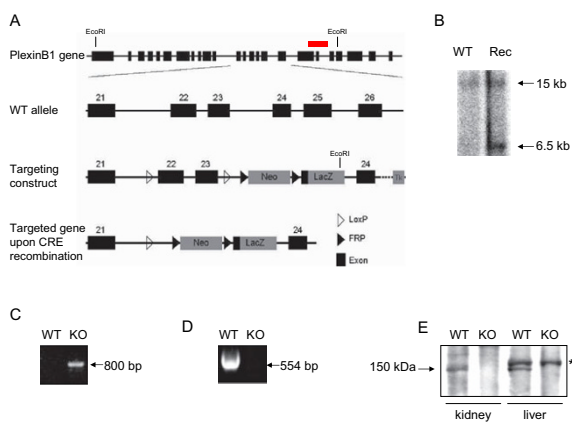 A
EcoRI
EcoRI
PlexinB1 gene
21
22
23
24
25
26
WT allele
EcoRI
21
22
23
24
Targeting
construct
Neo
LacZ
tk
21
24
Targeted gene
upon CRE
recombination
Neo
LacZ
LoxP
FRP
Exon
B
WT Rec
15 kb
6.5 kb
C
WT KO
800 bp
D
WT KO
554 bp
E
WT KO WT KO
150 kDa
*
kidney liver